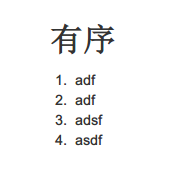 有序
1. adf
2. adf
3. adsf
4. asdf